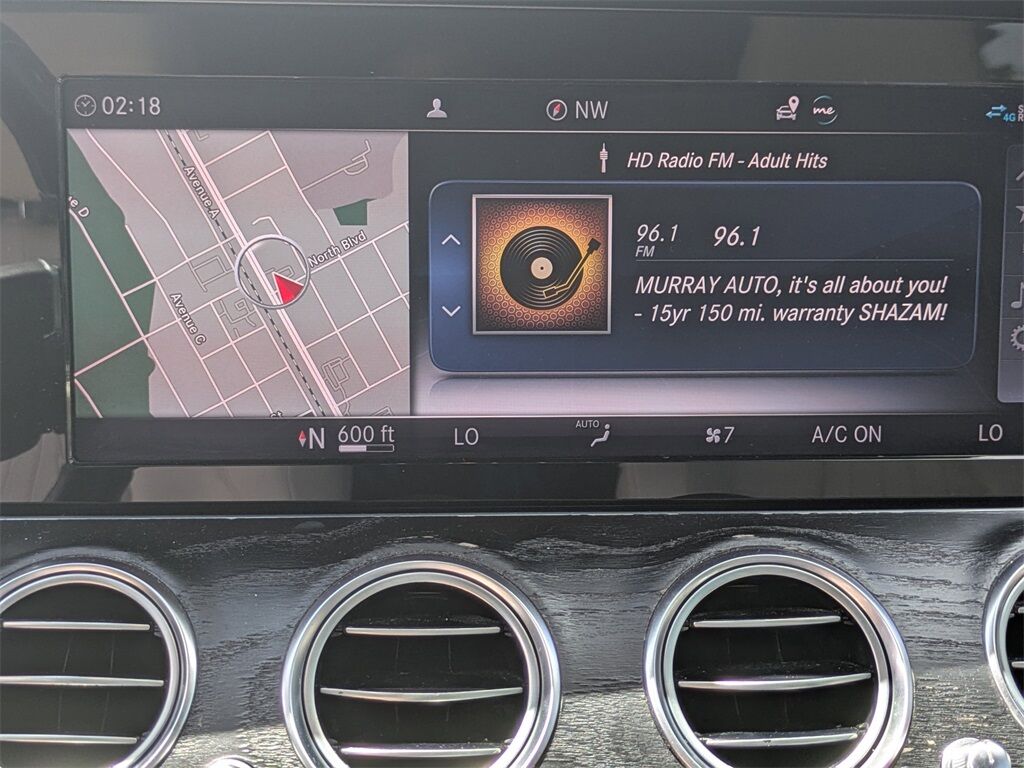 02:18
NW
me
4G
HD Radio FM - Adult Hits
Avenue A
North Blvd
Avenue C
96.1 96.1
FM
MURRAY AUTO, it's all about you!
- 15yr 150 mi. warranty SHAZAM!
N 600 ft
LO
AUTO
7
A/C ON
LO